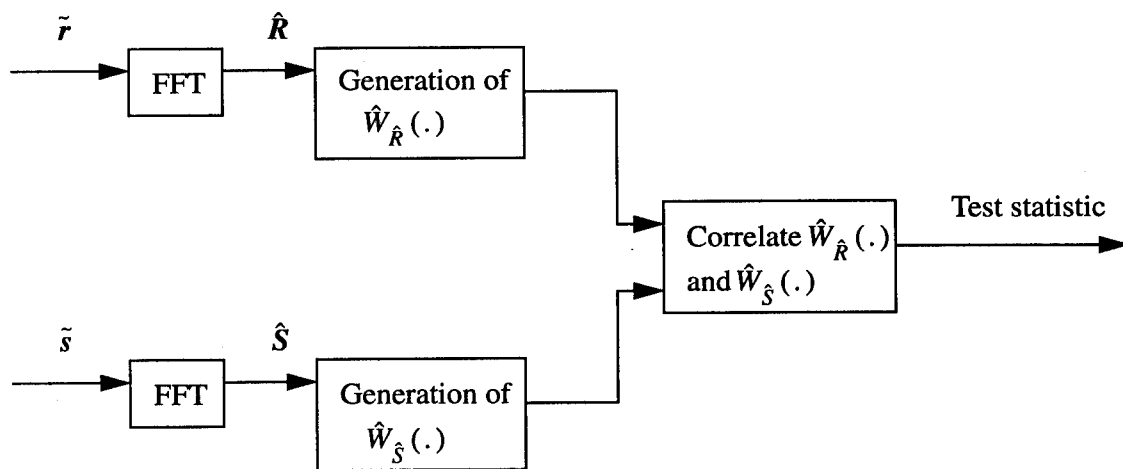 r̃
R̂
FFT
Generation of
Ŵ_R̂(.)
Test statistic
Correlate Ŵ_R̂(.)
and Ŵ_Ŝ(.)
s̃
Ŝ
FFT
Generation of
Ŵ_Ŝ(.)